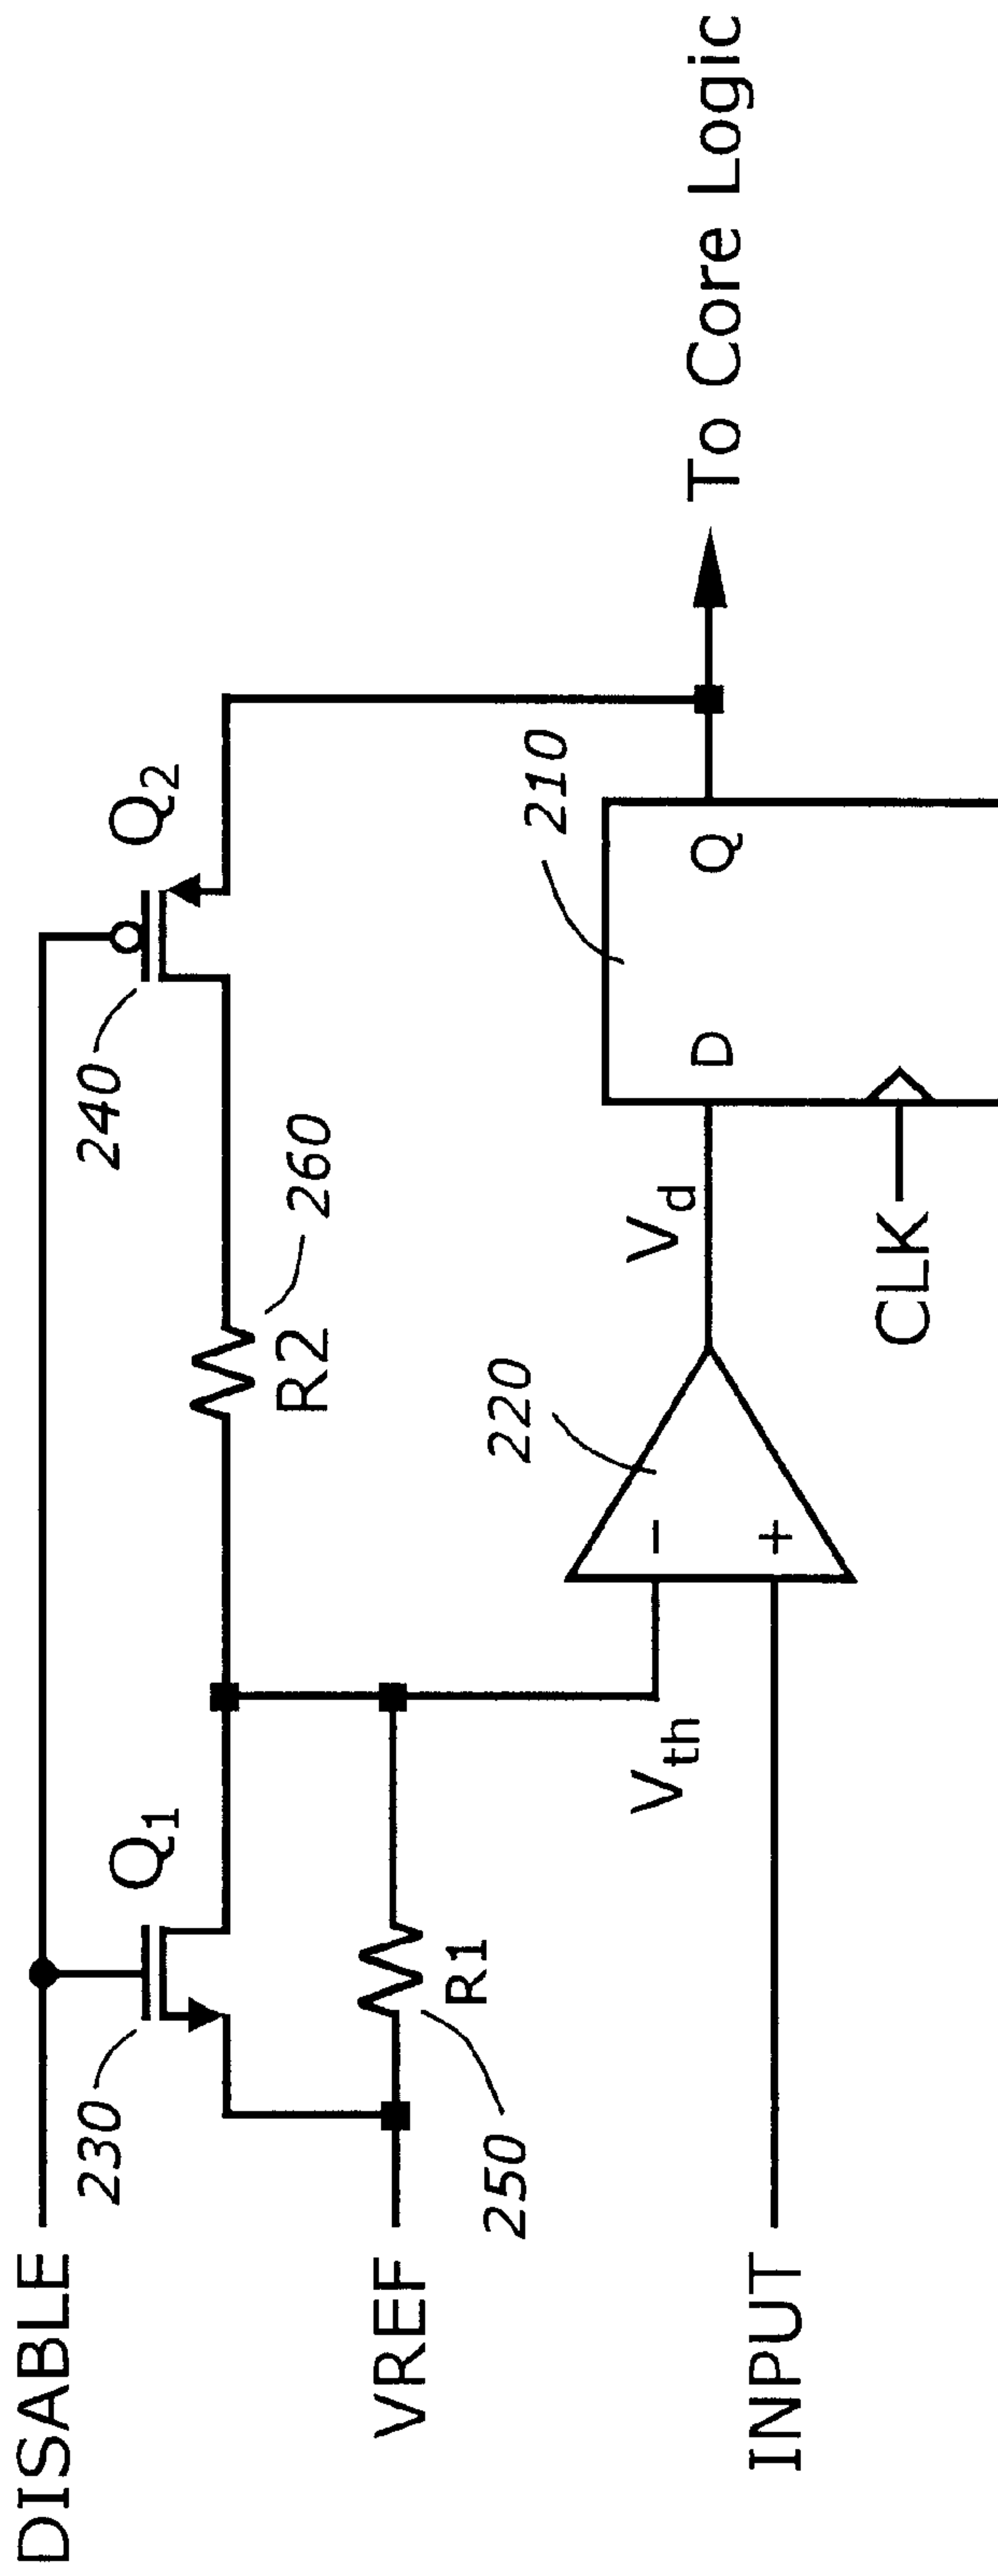 DISABLE
230
Q1
240
Q2
R2
260
VREF
250
R1
Vth
220
−
+
Vd
210
D
Q
To Core Logic
INPUT
CLK